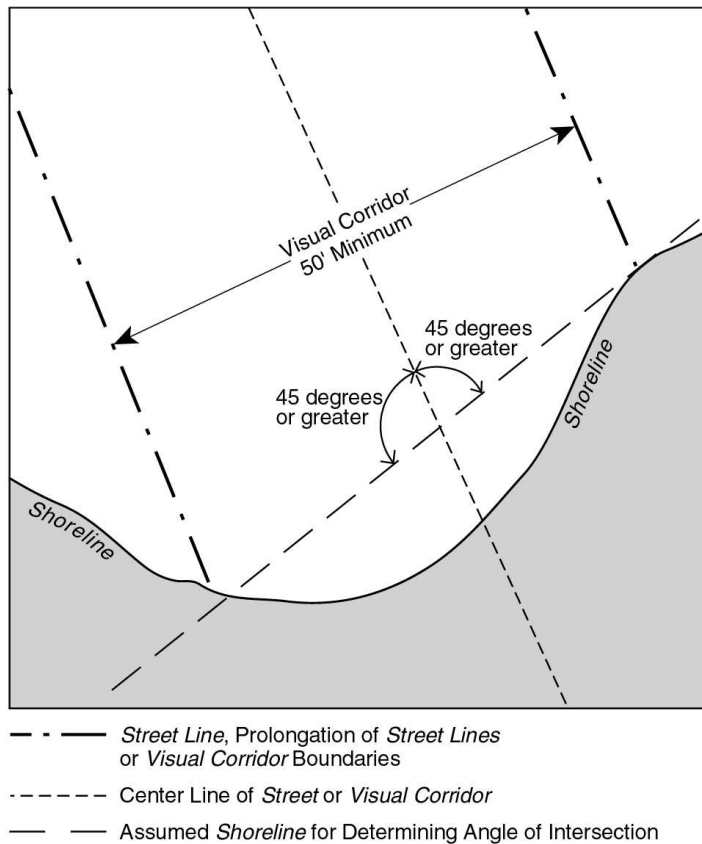 Visual Corridor
50' Minimum
45 degrees
or greater
45 degrees
or greater
Shoreline
Shoreline
Street Line, Prolongation of Street Lines
or Visual Corridor Boundaries
Center Line of Street or Visual Corridor
Assumed Shoreline for Determining Angle of Intersection